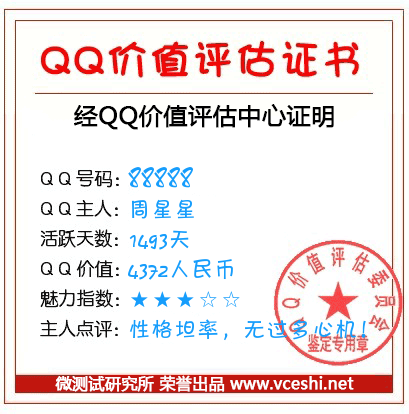 QQ价值评估证书
经QQ价值评估中心证明
QQ号码：88888
QQ主人：周星星
活跃天数：1493天
QQ价值：4372人民币
魅力指数：★★★☆☆
主人点评：性格坦率，无过多心机！
QQ价值评估委员会
鉴定专用章
微测试研究所 荣誉出品 www.vceshi.net